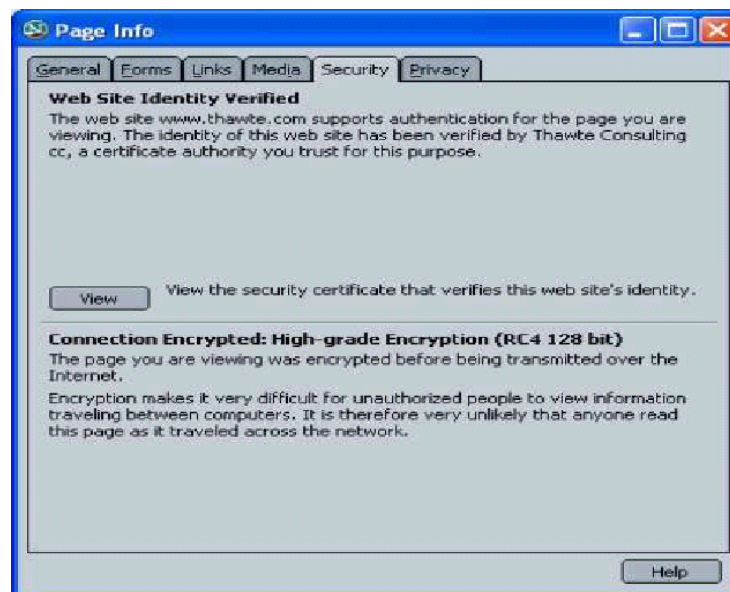 Page Info
General Forms Links Media Security Privacy
Web Site Identity Verified
The web site www.thawte.com supports authentication for the page you are
viewing. The identity of this web site has been verified by Thawte Consulting
cc, a certificate authority you trust for this purpose.
View View the security certificate that verifies this web site's identity.
Connection Encrypted: High-grade Encryption (RC4 128 bit)
The page you are viewing was encrypted before being transmitted over the
Internet.
Encryption makes it very difficult for unauthorized people to view information
traveling between computers. It is therefore very unlikely that anyone read
this page as it traveled across the network.
Help